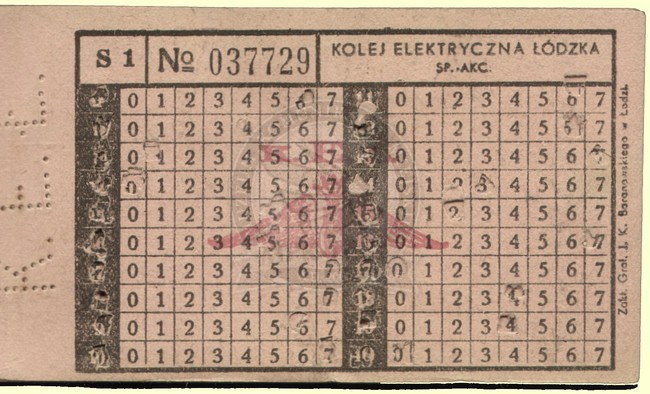 S 1 № 037729 KOLEJ ELEKTRYCZNA ŁÓDZKA
SP.-AKC.
0 1 2 3 4 5 6 7 0 1 2 3 4 5 6 7
0 1 2 3 4 5 6 7 0 1 2 3 4 5 6 7
0 1 2 3 4 5 6 7 0 1 2 3 4 5 6 7
0 1 2 3 4 5 6 7 14 0 1 2 3 4 5 6 7
0 1 2 3 4 5 6 7 15 0 1 2 3 4 5 6 7
0 1 2 3 4 5 6 7 16 0 1 2 3 4 5 6 7
0 1 2 3 4 5 6 7 17 0 1 2 3 4 5 6 7
0 1 2 3 4 5 6 7 0 1 2 3 4 5 6 7
0 1 2 3 4 5 6 7 0 1 2 3 4 5 6 7
0 1 2 3 4 5 6 7 0 1 2 3 4 5 6 7
Zakł. Graf. J. K. Baranowskiego w Łodzi
K. E. Ł.